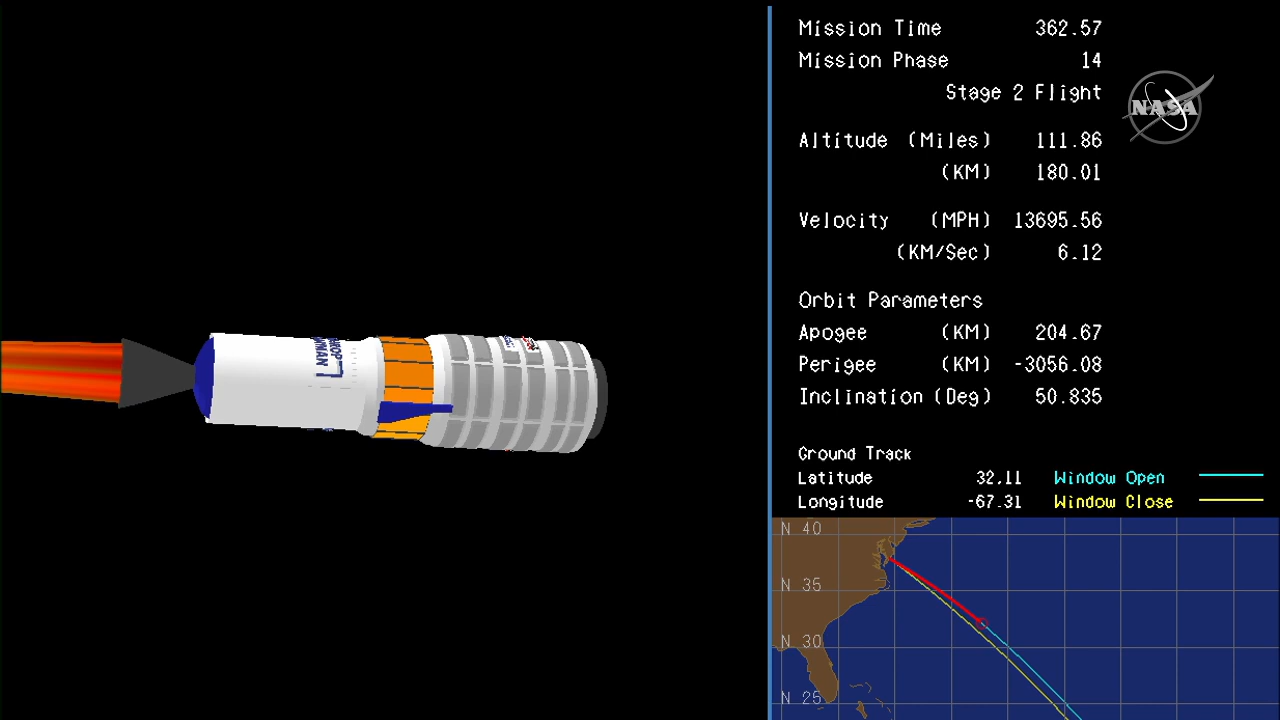 Mission Time 362.57
Mission Phase 14
Stage 2 Flight
NASA
Altitude (Miles) 111.86
(KM) 180.01
Velocity (MPH) 13695.56
(KM/Sec) 6.12
Orbit Parameters
Apogee (KM) 204.67
Perigee (KM) -3056.08
Inclination (Deg) 50.835
Ground Track
Latitude 32.11 Window Open
Longitude -67.31 Window Close
N 40
N 35
N 30
N 25